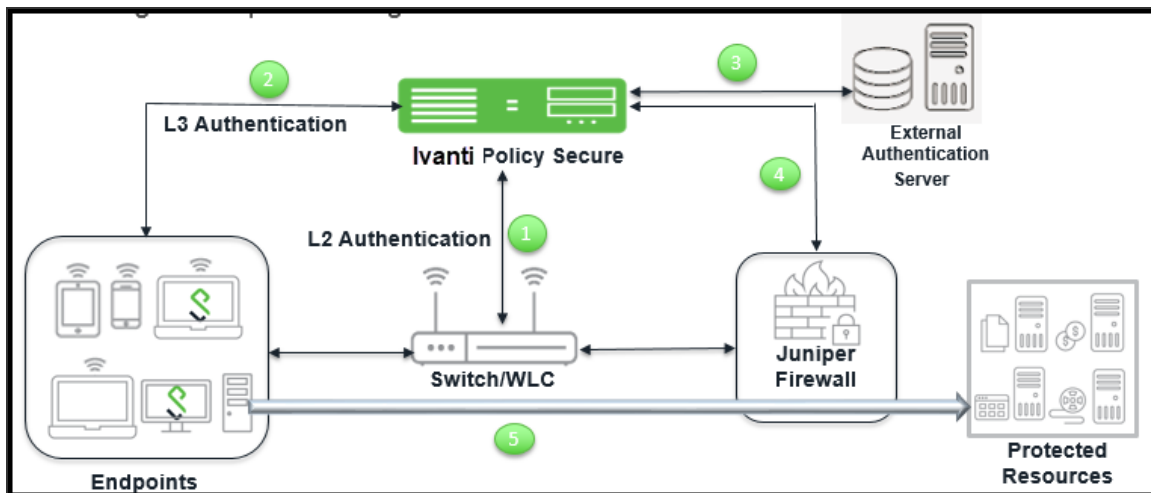 2
3
L3 Authentication
=
Ivanti Policy Secure
External
Authentication
Server
4
L2 Authentication
1
Switch/WLC
Juniper
Firewall
$
$
5
Endpoints
Protected
Resources